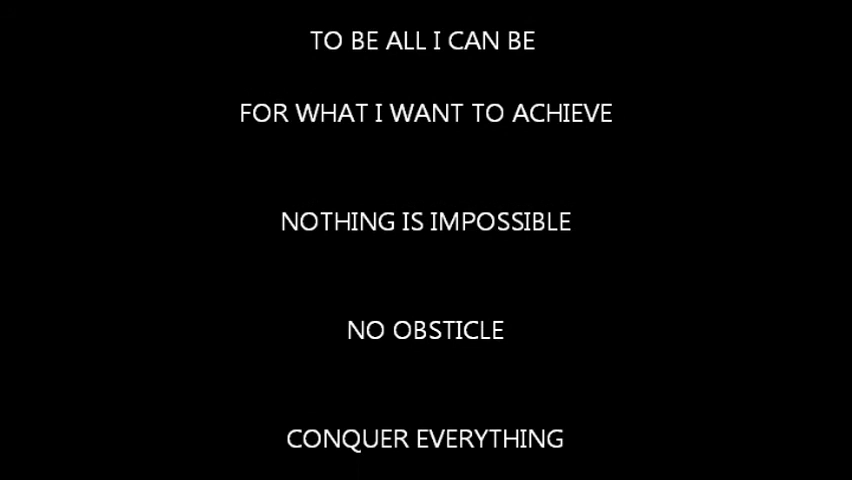 TO BE ALL I CAN BE
FOR WHAT I WANT TO ACHIEVE
NOTHING IS IMPOSSIBLE
NO OBSTICLE
CONQUER EVERYTHING